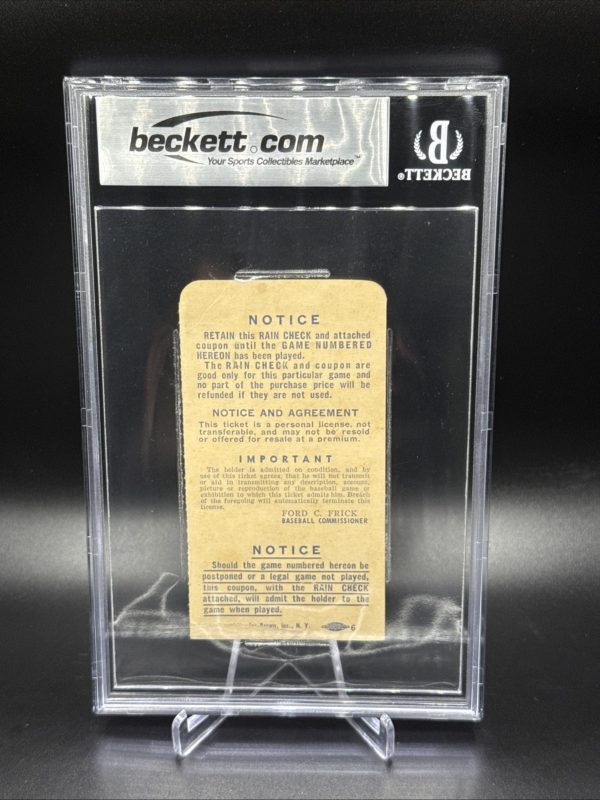 beckett.com
Your Sports Collectibles Marketplace™
B
BECKETT®
NOTICE
RETAIN this RAIN CHECK and attached
coupon until the GAME NUMBERED
HEREON has been played.
The RAIN CHECK and coupon are
good only for this particular game and
no part of the purchase price will be
refunded if they are not used.
NOTICE AND AGREEMENT
This ticket is a personal license, not
transferable, and may not be resold
or offered for resale at a premium.
IMPORTANT
The holder is admitted on condition, and by
use of this ticket agrees, that he will not transmit
or aid in transmitting any description, account,
picture or reproduction of the baseball game or
exhibition to which this ticket admits him. Breach
of the foregoing will automatically terminate this
license.
FORD C. FRICK
BASEBALL COMMISSIONER
NOTICE
Should the game numbered hereon be
postponed or a legal game not played,
this coupon, with the RAIN CHECK
attached, will admit the holder to the
game when played.
Inc., N. Y. 6